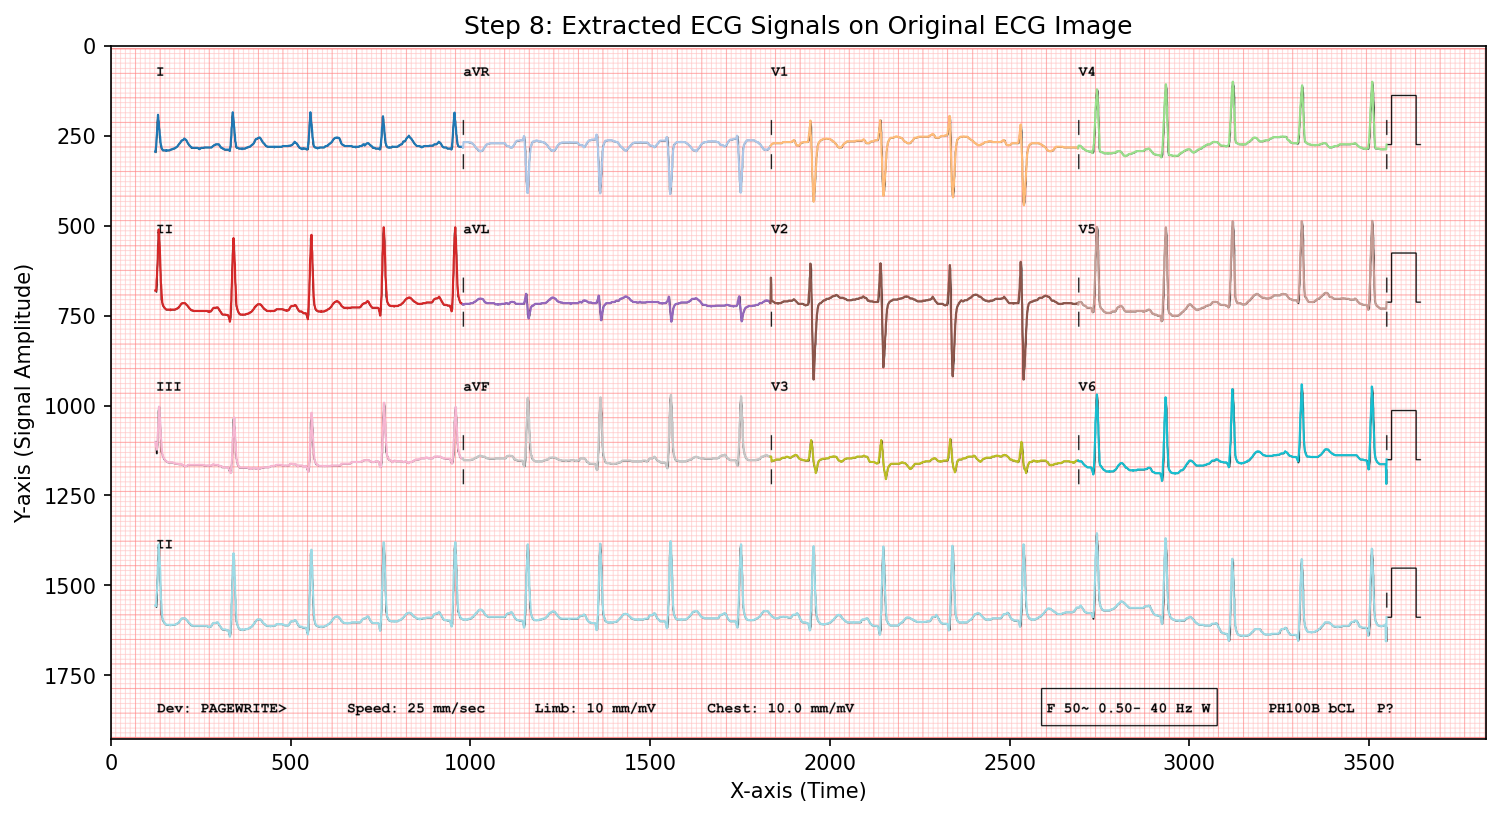 Step 8: Extracted ECG Signals on Original ECG Image
0
I aVR V1 V4
250
500
II aVL V2 V5
750
1000
III aVF V3 V6
1250
1500
II
1750
Dev: PAGEWRITE> Speed: 25 mm/sec Limb: 10 mm/mV Chest: 10.0 mm/mV F 50~ 0.50- 40 Hz W PH100B bCL P?
0 500 1000 1500 2000 2500 3000 3500
X-axis (Time)
Y-axis (Signal Amplitude)